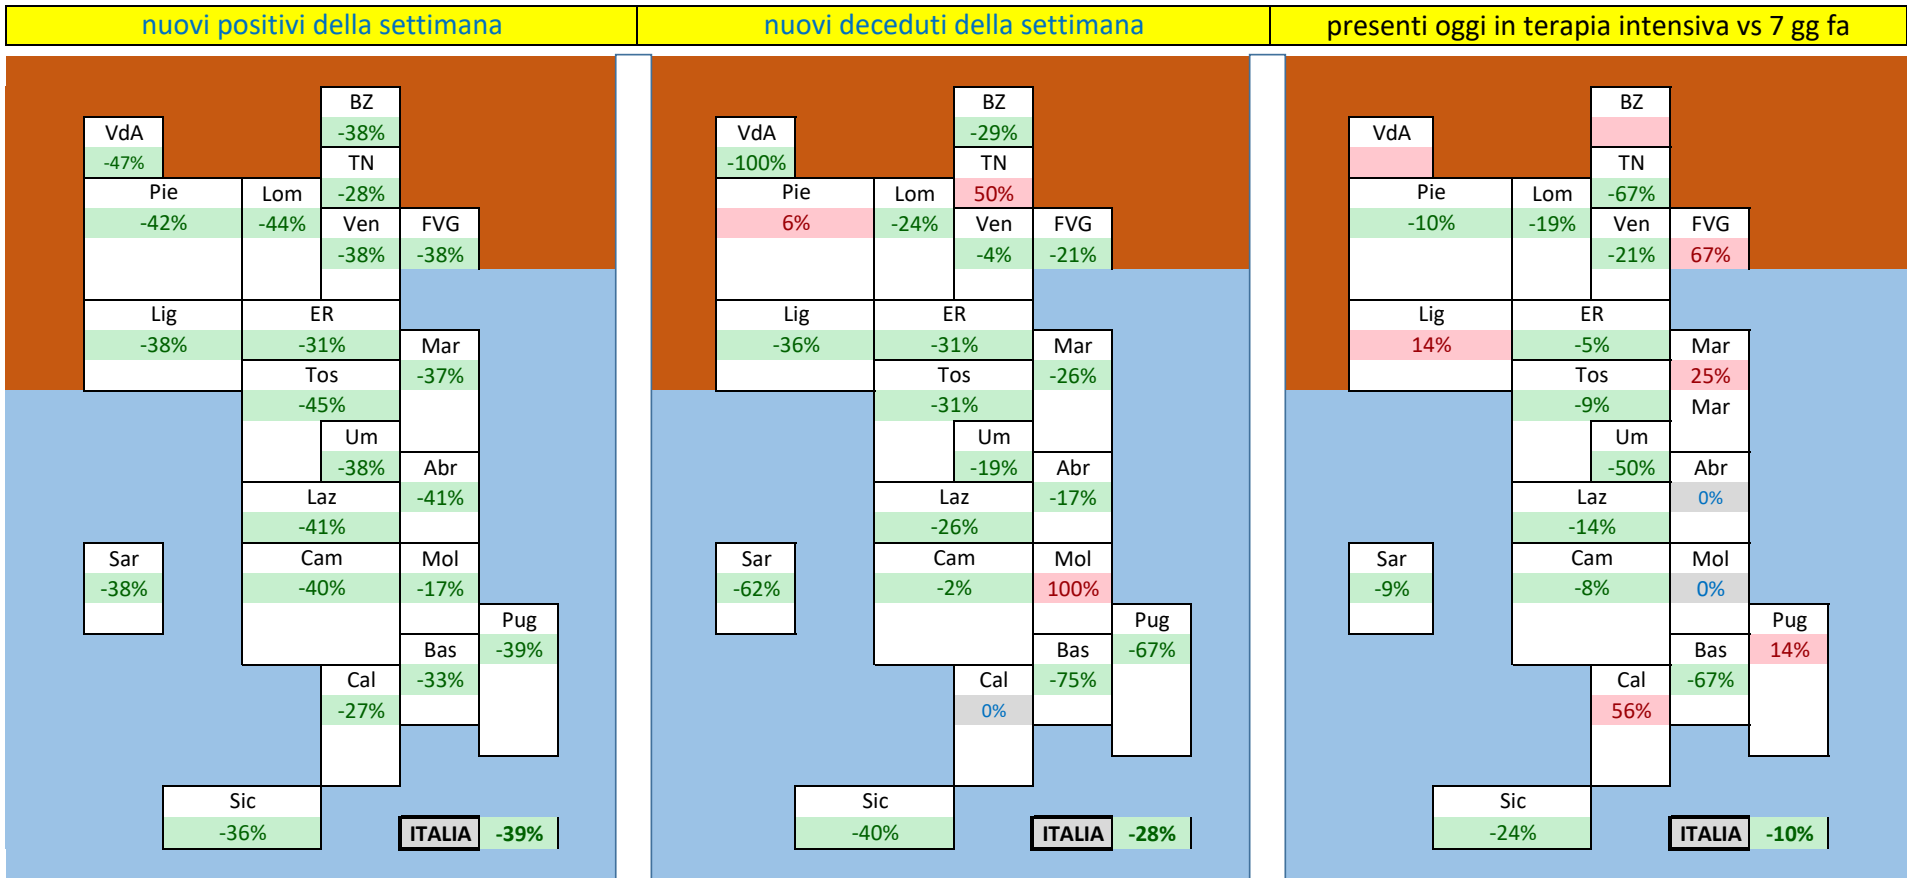 nuovi positivi della settimana
BZ
VdA -38%
-47% TN
Pie Lom -28%
-42% -44% Ven FVG
-38% -38%
Lig ER
-38% -31% Mar
Tos -37%
-45%
Um
-38% Abr
Laz -41%
-41%
Sar Cam Mol
-38% -40% -17%
Pug
Bas -39%
Cal -33%
-27%
Sic
-36% ITALIA -39%
nuovi deceduti della settimana
BZ
VdA -29%
-100% TN
Pie Lom 50%
6% -24% Ven FVG
-4% -21%
Lig ER
-36% -31% Mar
Tos -26%
-31%
Um
-19% Abr
Laz -17%
-26%
Sar Cam Mol
-62% -2% 100%
Pug
Bas -67%
Cal -75%
0%
Sic
-40% ITALIA -28%
presenti oggi in terapia intensiva vs 7 gg fa
BZ
VdA
TN
Pie Lom -67%
-10% -19% Ven FVG
-21% 67%
Lig ER
14% -5% Mar
Tos 25%
-9% Mar
Um
-50% Abr
Laz 0%
-14%
Sar Cam Mol
-9% -8% 0%
Pug
Bas 14%
Cal -67%
56%
Sic
-24% ITALIA -10%